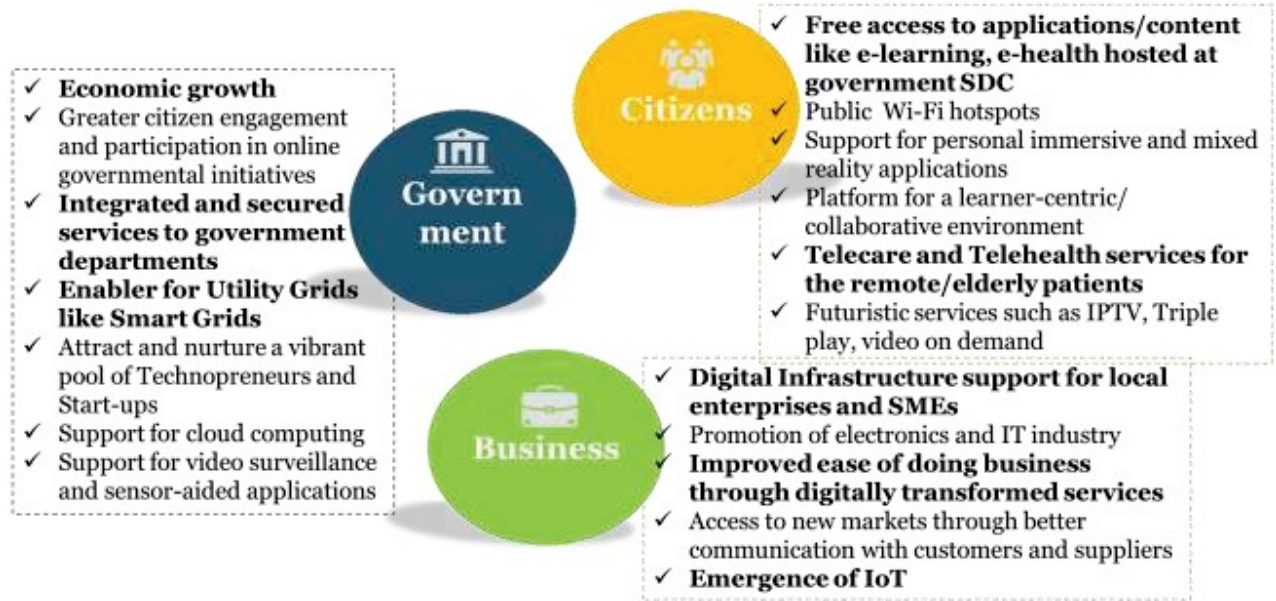 ✓ Economic growth
✓ Greater citizen engagement
and participation in online
governmental initiatives
✓ Integrated and secured
services to government
departments
✓ Enabler for Utility Grids
like Smart Grids
✓ Attract and nurture a vibrant
pool of Technopreneurs and
Start-ups
✓ Support for cloud computing
✓ Support for video surveillance
and sensor-aided applications
Govern
ment
Citizens
✓ Free access to applications/content
like e-learning, e-health hosted at
government SDC
✓ Public Wi-Fi hotspots
✓ Support for personal immersive and mixed
reality applications
✓ Platform for a learner-centric/
collaborative environment
✓ Telecare and Telehealth services for
the remote/elderly patients
✓ Futuristic services such as IPTV, Triple
play, video on demand
Business
✓ Digital Infrastructure support for local
enterprises and SMEs
✓ Promotion of electronics and IT industry
✓ Improved ease of doing business
through digitally transformed services
✓ Access to new markets through better
communication with customers and suppliers
✓ Emergence of IoT